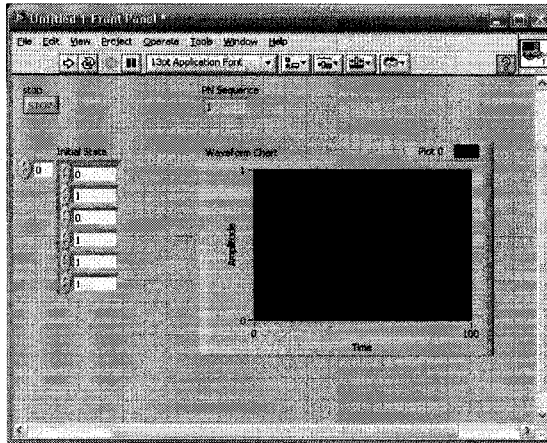 Untitled 1 Front Panel *
File Edit View Project Operate Tools Window Help
13pt Application Font
stop
STOP
PN Sequence
1
Initial State
0
0
1
0
1
1
1
Waveform Chart
Plot 0
1
Amplitude
0
0
100
Time